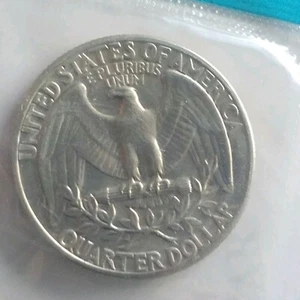 UNITED STATES OF AMERICA
E PLURIBUS
UNUM
QUARTER DOLLAR